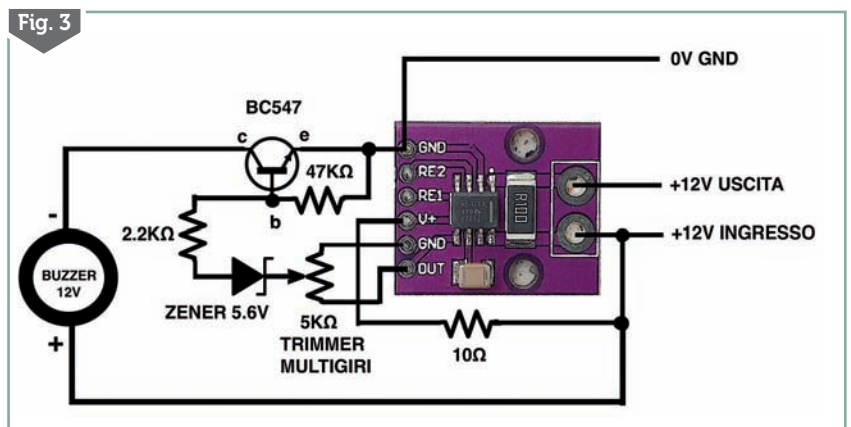 Fig. 3
0V GND
BC547
c
e
47KΩ
b
2.2KΩ
-
BUZZER
12V
+
ZENER 5.6V
5KΩ
TRIMMER
MULTIGIRI
10Ω
GND
RE2
RE1
V+
GND
OUT
R100
+12V USCITA
+12V INGRESSO